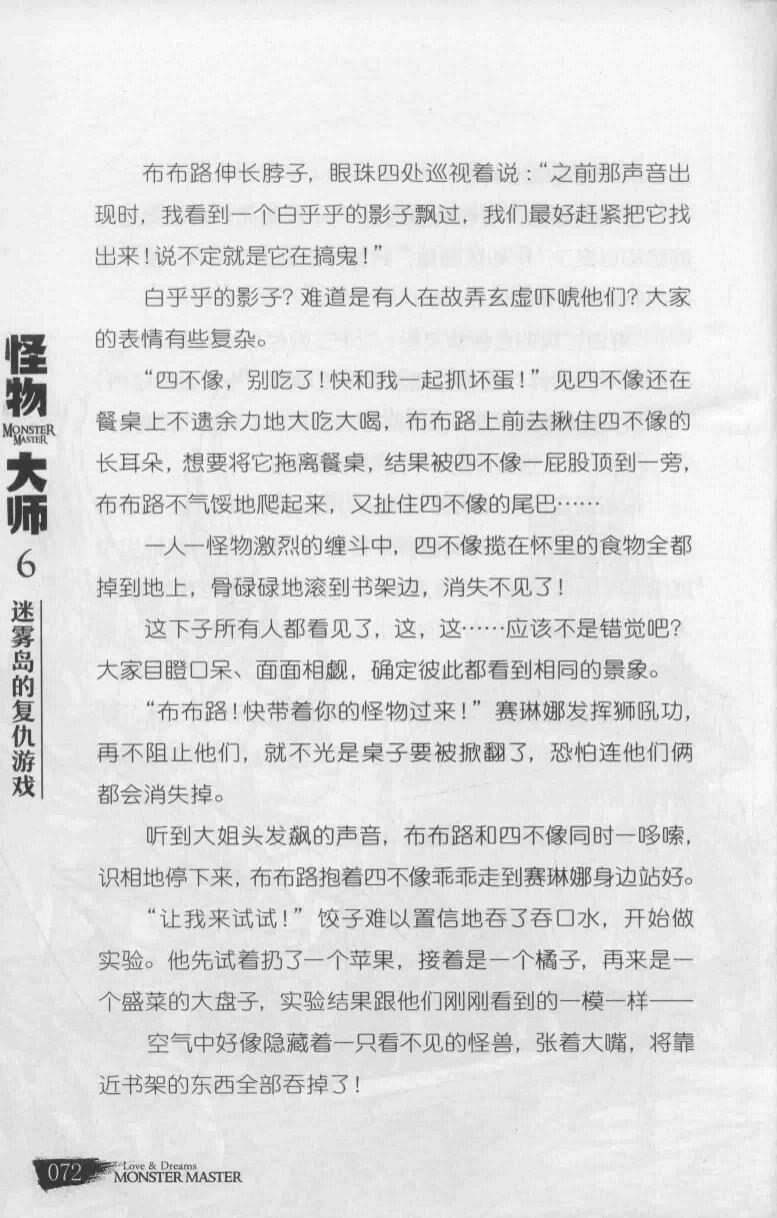 布布路伸长脖子，眼珠四处巡视着说：“之前那声音出
现时，我看到一个白乎乎的影子飘过，我们最好赶紧把它找
出来！说不定就是它在搞鬼！”
白乎乎的影子？难道是有人在故弄玄虚吓唬他们？大家
的表情有些复杂。
“四不像，别吃了！快和我一起抓坏蛋！”见四不像还在
餐桌上不遗余力地大吃大喝，布布路上前去揪住四不像的
长耳朵，想要将它拖离餐桌，结果被四不像一屁股顶到一旁，
布布路不气馁地爬起来，又扯住四不像的尾巴……
一人一怪物激烈的缠斗中，四不像揽在怀里的食物全都
掉到地上，骨碌碌地滚到书架边，消失不见了！
这下子所有人都看见了，这，这……应该不是错觉吧？
大家目瞪口呆、面面相觑，确定彼此都看到相同的景象。
“布布路！快带着你的怪物过来！”赛琳娜发挥狮吼功，
再不阻止他们，就不光是桌子要被掀翻了，恐怕连他们俩
都会消失掉。
听到大姐头发飙的声音，布布路和四不像同时一哆嗦，
识相地停下来，布布路抱着四不像乖乖走到赛琳娜身边站好。
“让我来试试！”饺子难以置信地吞了吞口水，开始做
实验。他先试着扔了一个苹果，接着是一个橘子，再来是一
个盛菜的大盘子，实验结果跟他们刚刚看到的一模一样——
空气中好像隐藏着一只看不见的怪兽，张着大嘴，将靠
近书架的东西全部吞掉了！
怪物
MONSTER
MASTER
大师
6
迷雾岛的复仇游戏
072
Love & Dreams
MONSTER MASTER